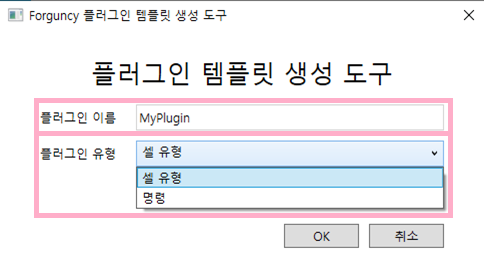 Forguncy 플러그인 템플릿 생성 도구
플러그인 템플릿 생성 도구
플러그인 이름 MyPlugin
플러그인 유형 셀 유형
셀 유형
명령
OK 취소